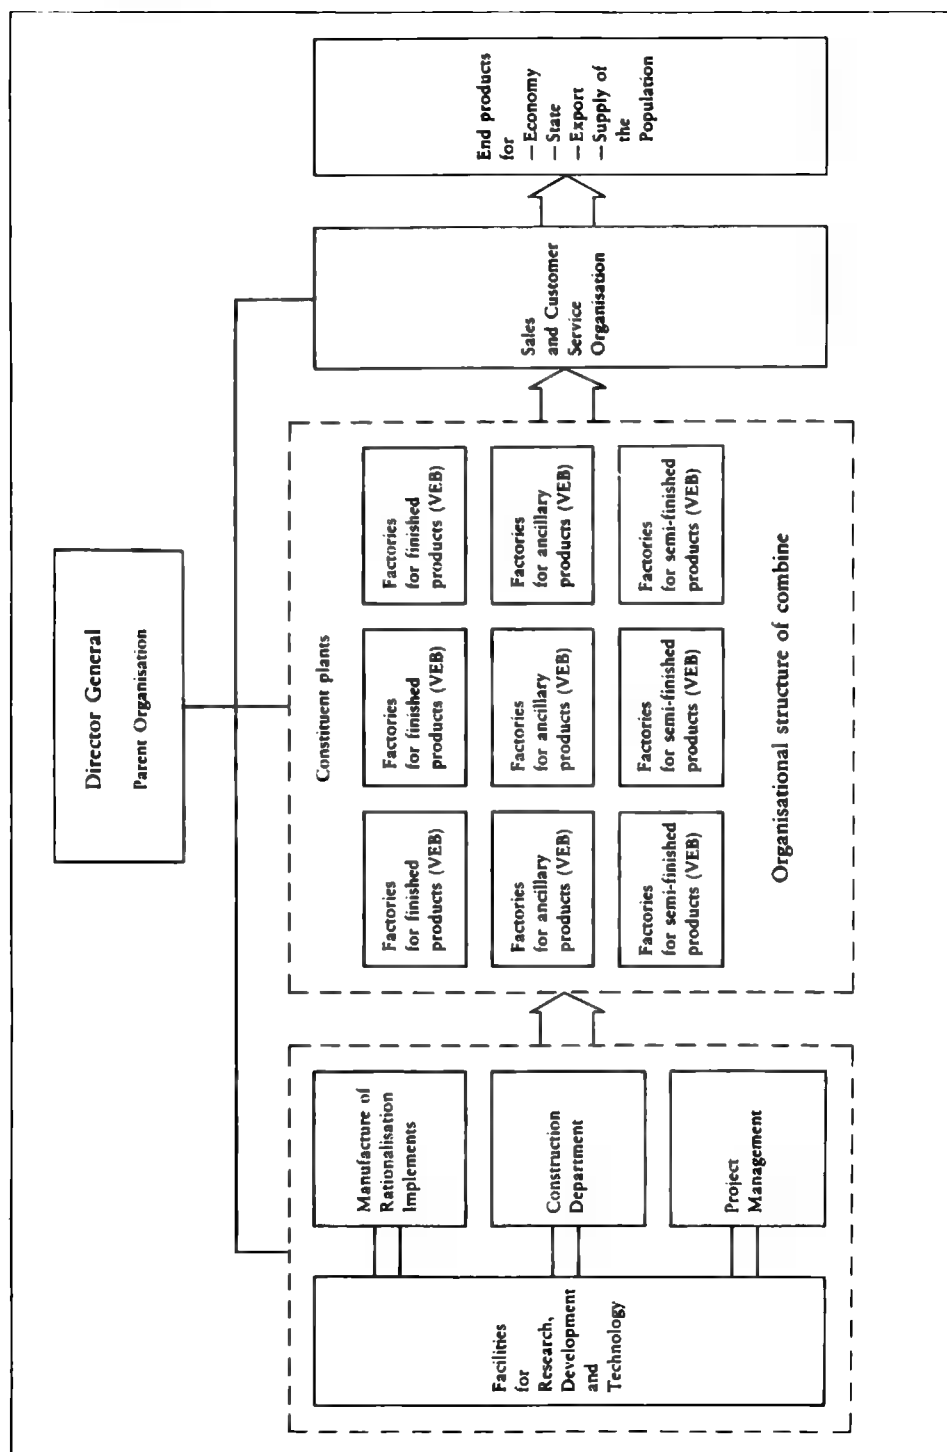 Director General
Parent Organisation
Facilities
for
Research,
Development
and
Technology
Manufacture of
Rationalisation
Implements
Construction
Department
Project
Management
Constituent plants
Factories
for finished
products (VEB)
Factories
for finished
products (VEB)
Factories
for finished
products (VEB)
Factories
for ancillary
products (VEB)
Factories
for ancillary
products (VEB)
Factories
for ancillary
products (VEB)
Factories
for semi-finished
products (VEB)
Factories
for semi-finished
products (VEB)
Factories
for semi-finished
products (VEB)
Organisational structure of combine
Sales
and Customer
Service
Organisation
End products
for
— Economy
— State
— Export
— Supply of
the
Population